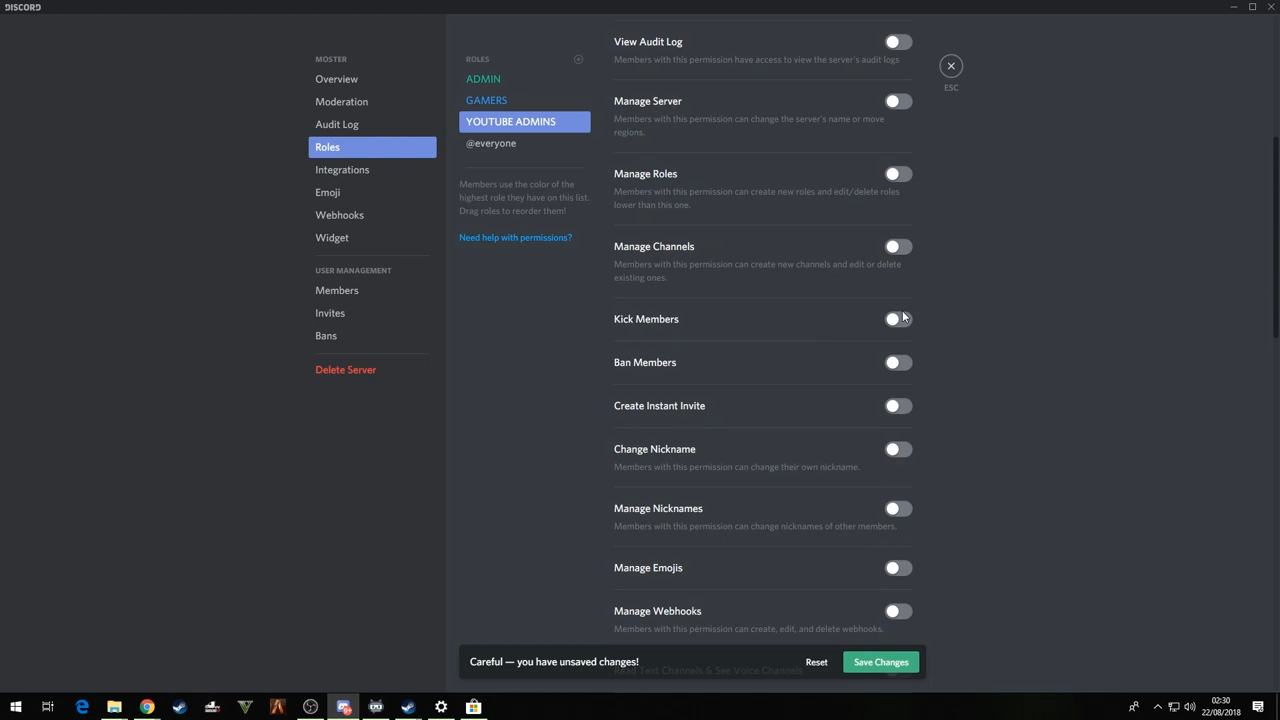 DISCORD
MOSTER
Overview
Moderation
Audit Log
Roles
Integrations
Emoji
Webhooks
Widget
USER MANAGEMENT
Members
Invites
Bans
Delete Server
ROLES
ADMIN
GAMERS
YOUTUBE ADMINS
@everyone
Members use the color of the
highest role they have on this list.
Drag roles to reorder them!
Need help with permissions?
View Audit Log
Members with this permission have access to view the server's audit logs
Manage Server
Members with this permission can change the server's name or move
regions.
Manage Roles
Members with this permission can create new roles and edit/delete roles
lower than this one.
Manage Channels
Members with this permission can create new channels and edit or delete
existing ones.
Kick Members
Ban Members
Create Instant Invite
Change Nickname
Members with this permission can change their own nickname.
Manage Nicknames
Members with this permission can change nicknames of other members.
Manage Emojis
Manage Webhooks
Members with this permission can create, edit, and delete webhooks.
Read Text Channels & See Voice Channels
Careful — you have unsaved changes!
Reset
Save Changes
ESC
02:30
22/08/2018